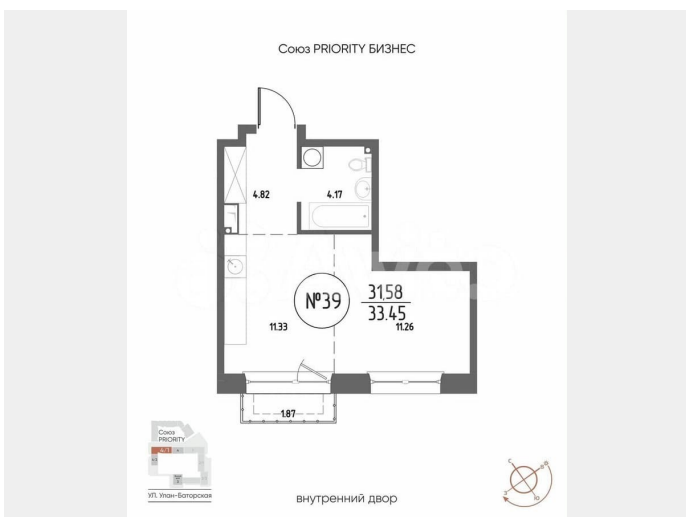 Союз PRIORITY БИЗНЕС
4.82
4.17
№39
31,58
33.45
11.33
11.26
1.87
Союз
PRIORITY
УЛ. Улан-Баторская
внутренний двор
С
В
З
Ю